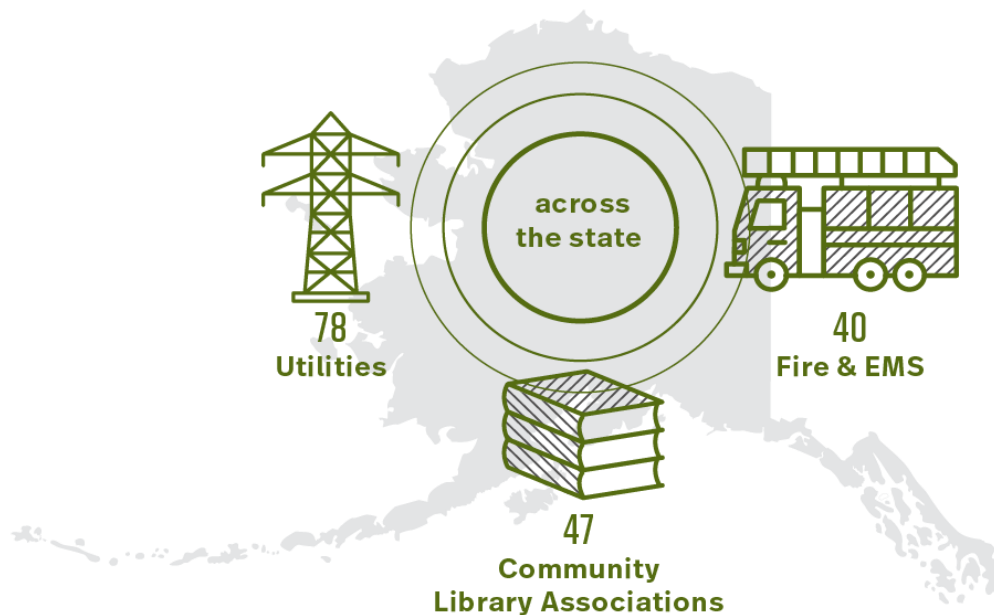 across
the state
78
Utilities
40
Fire & EMS
47
Community
Library Associations